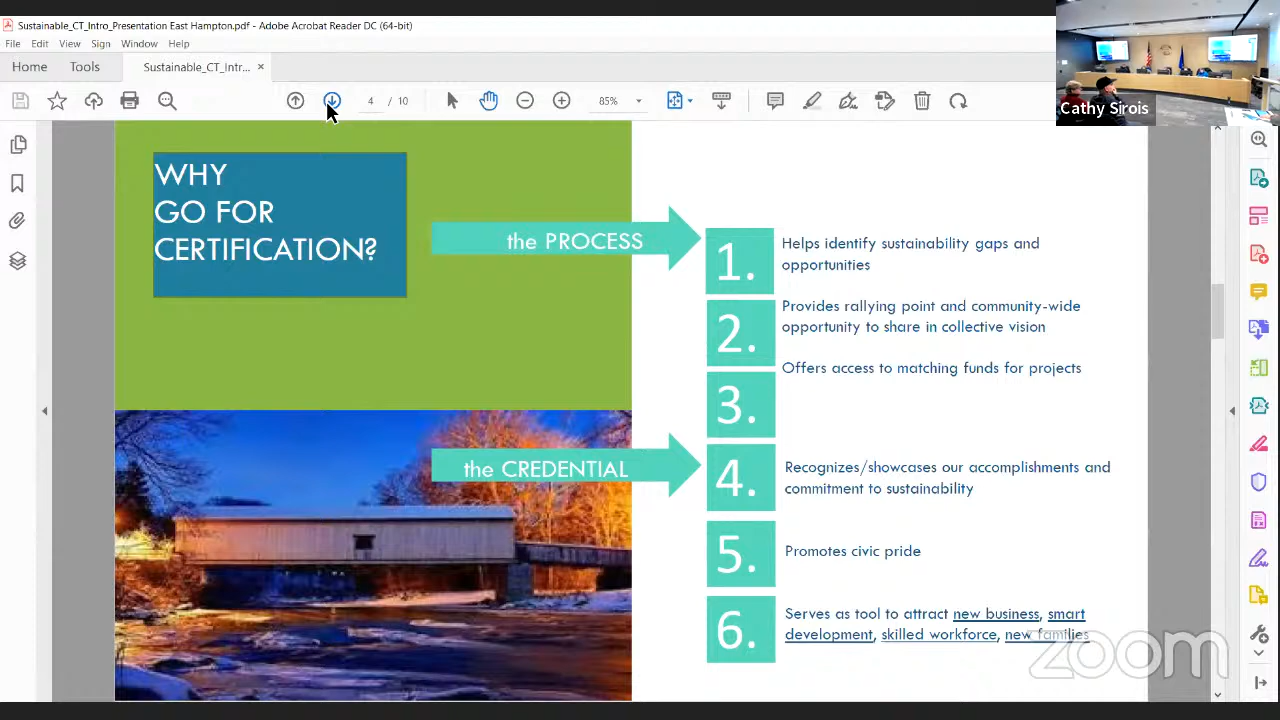 Sustainable_CT_Intro_Presentation East Hampton.pdf - Adobe Acrobat Reader DC (64-bit)
File Edit View Sign Window Help
Home Tools Sustainable_CT_Intr... ×
4 / 10 85%
Cathy Sirois
WHY
GO FOR
CERTIFICATION?
the PROCESS
1. Helps identify sustainability gaps and
opportunities
2. Provides rallying point and community-wide
opportunity to share in collective vision
3. Offers access to matching funds for projects
the CREDENTIAL
4. Recognizes/showcases our accomplishments and
commitment to sustainability
5. Promotes civic pride
6. Serves as tool to attract new business, smart
development, skilled workforce, new families
zoom